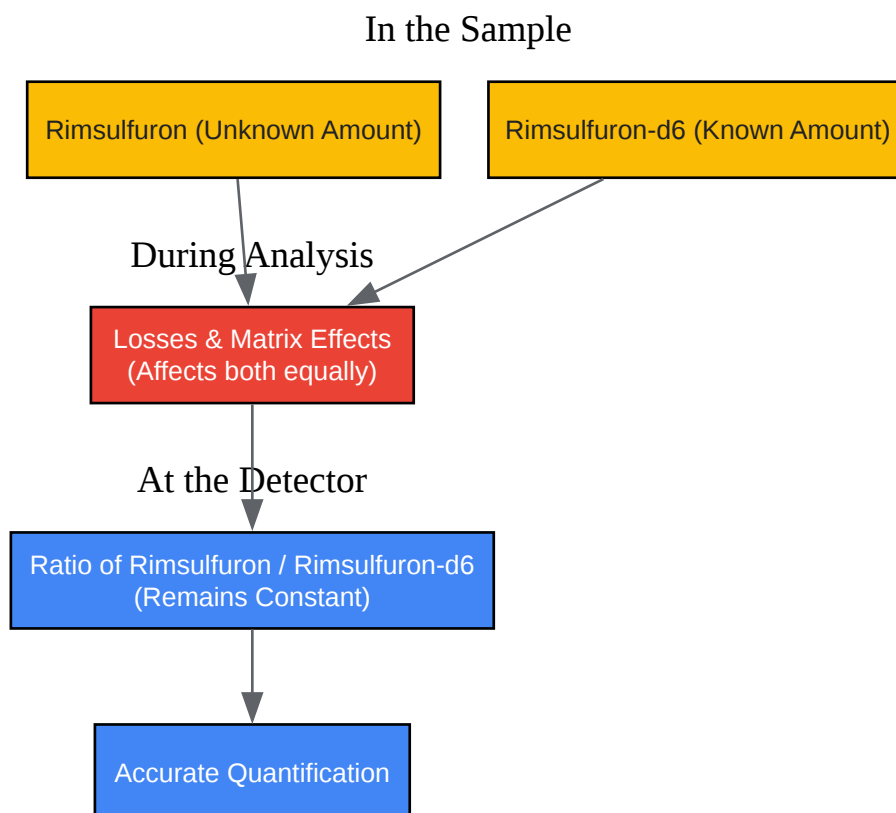 In the Sample
Rimsulfuron (Unknown Amount)
Rimsulfuron-d6 (Known Amount)
During Analysis
Losses & Matrix Effects
(Affects both equally)
At the Detector
Ratio of Rimsulfuron / Rimsulfuron-d6
(Remains Constant)
Accurate Quantification